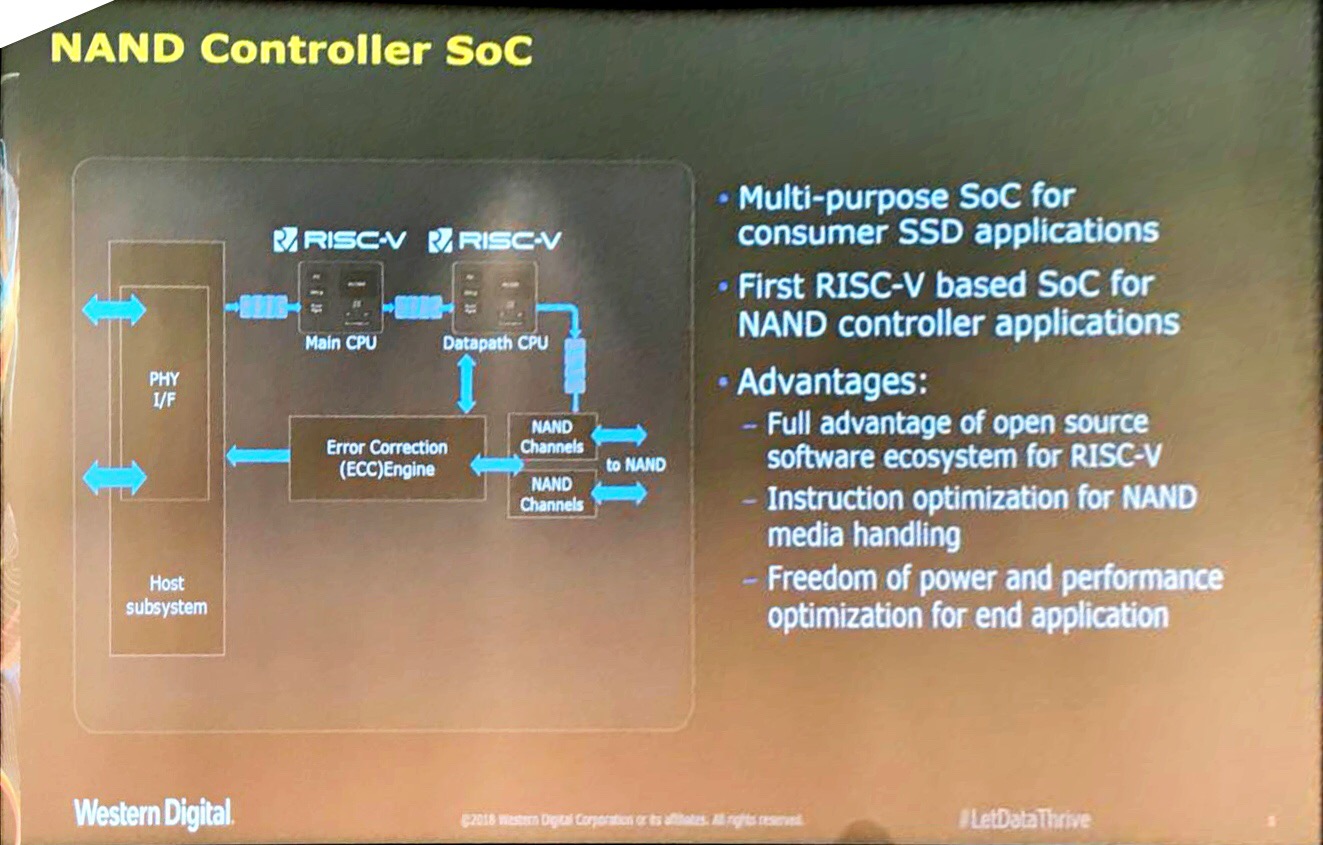 NAND Controller SoC
RISC-V RISC-V
Main CPU
Datapath CPU
PHY
I/F
Error Correction
(ECC)Engine
NAND
Channels
to NAND
NAND
Channels
Host
subsystem
• Multi-purpose SoC for
consumer SSD applications
• First RISC-V based SoC for
NAND controller applications
• Advantages:
– Full advantage of open source
software ecosystem for RISC-V
– Instruction optimization for NAND
media handling
– Freedom of power and performance
optimization for end application
Western Digital
©2018 Western Digital Corporation or its affiliates. All rights reserved.
#LetDataThrive